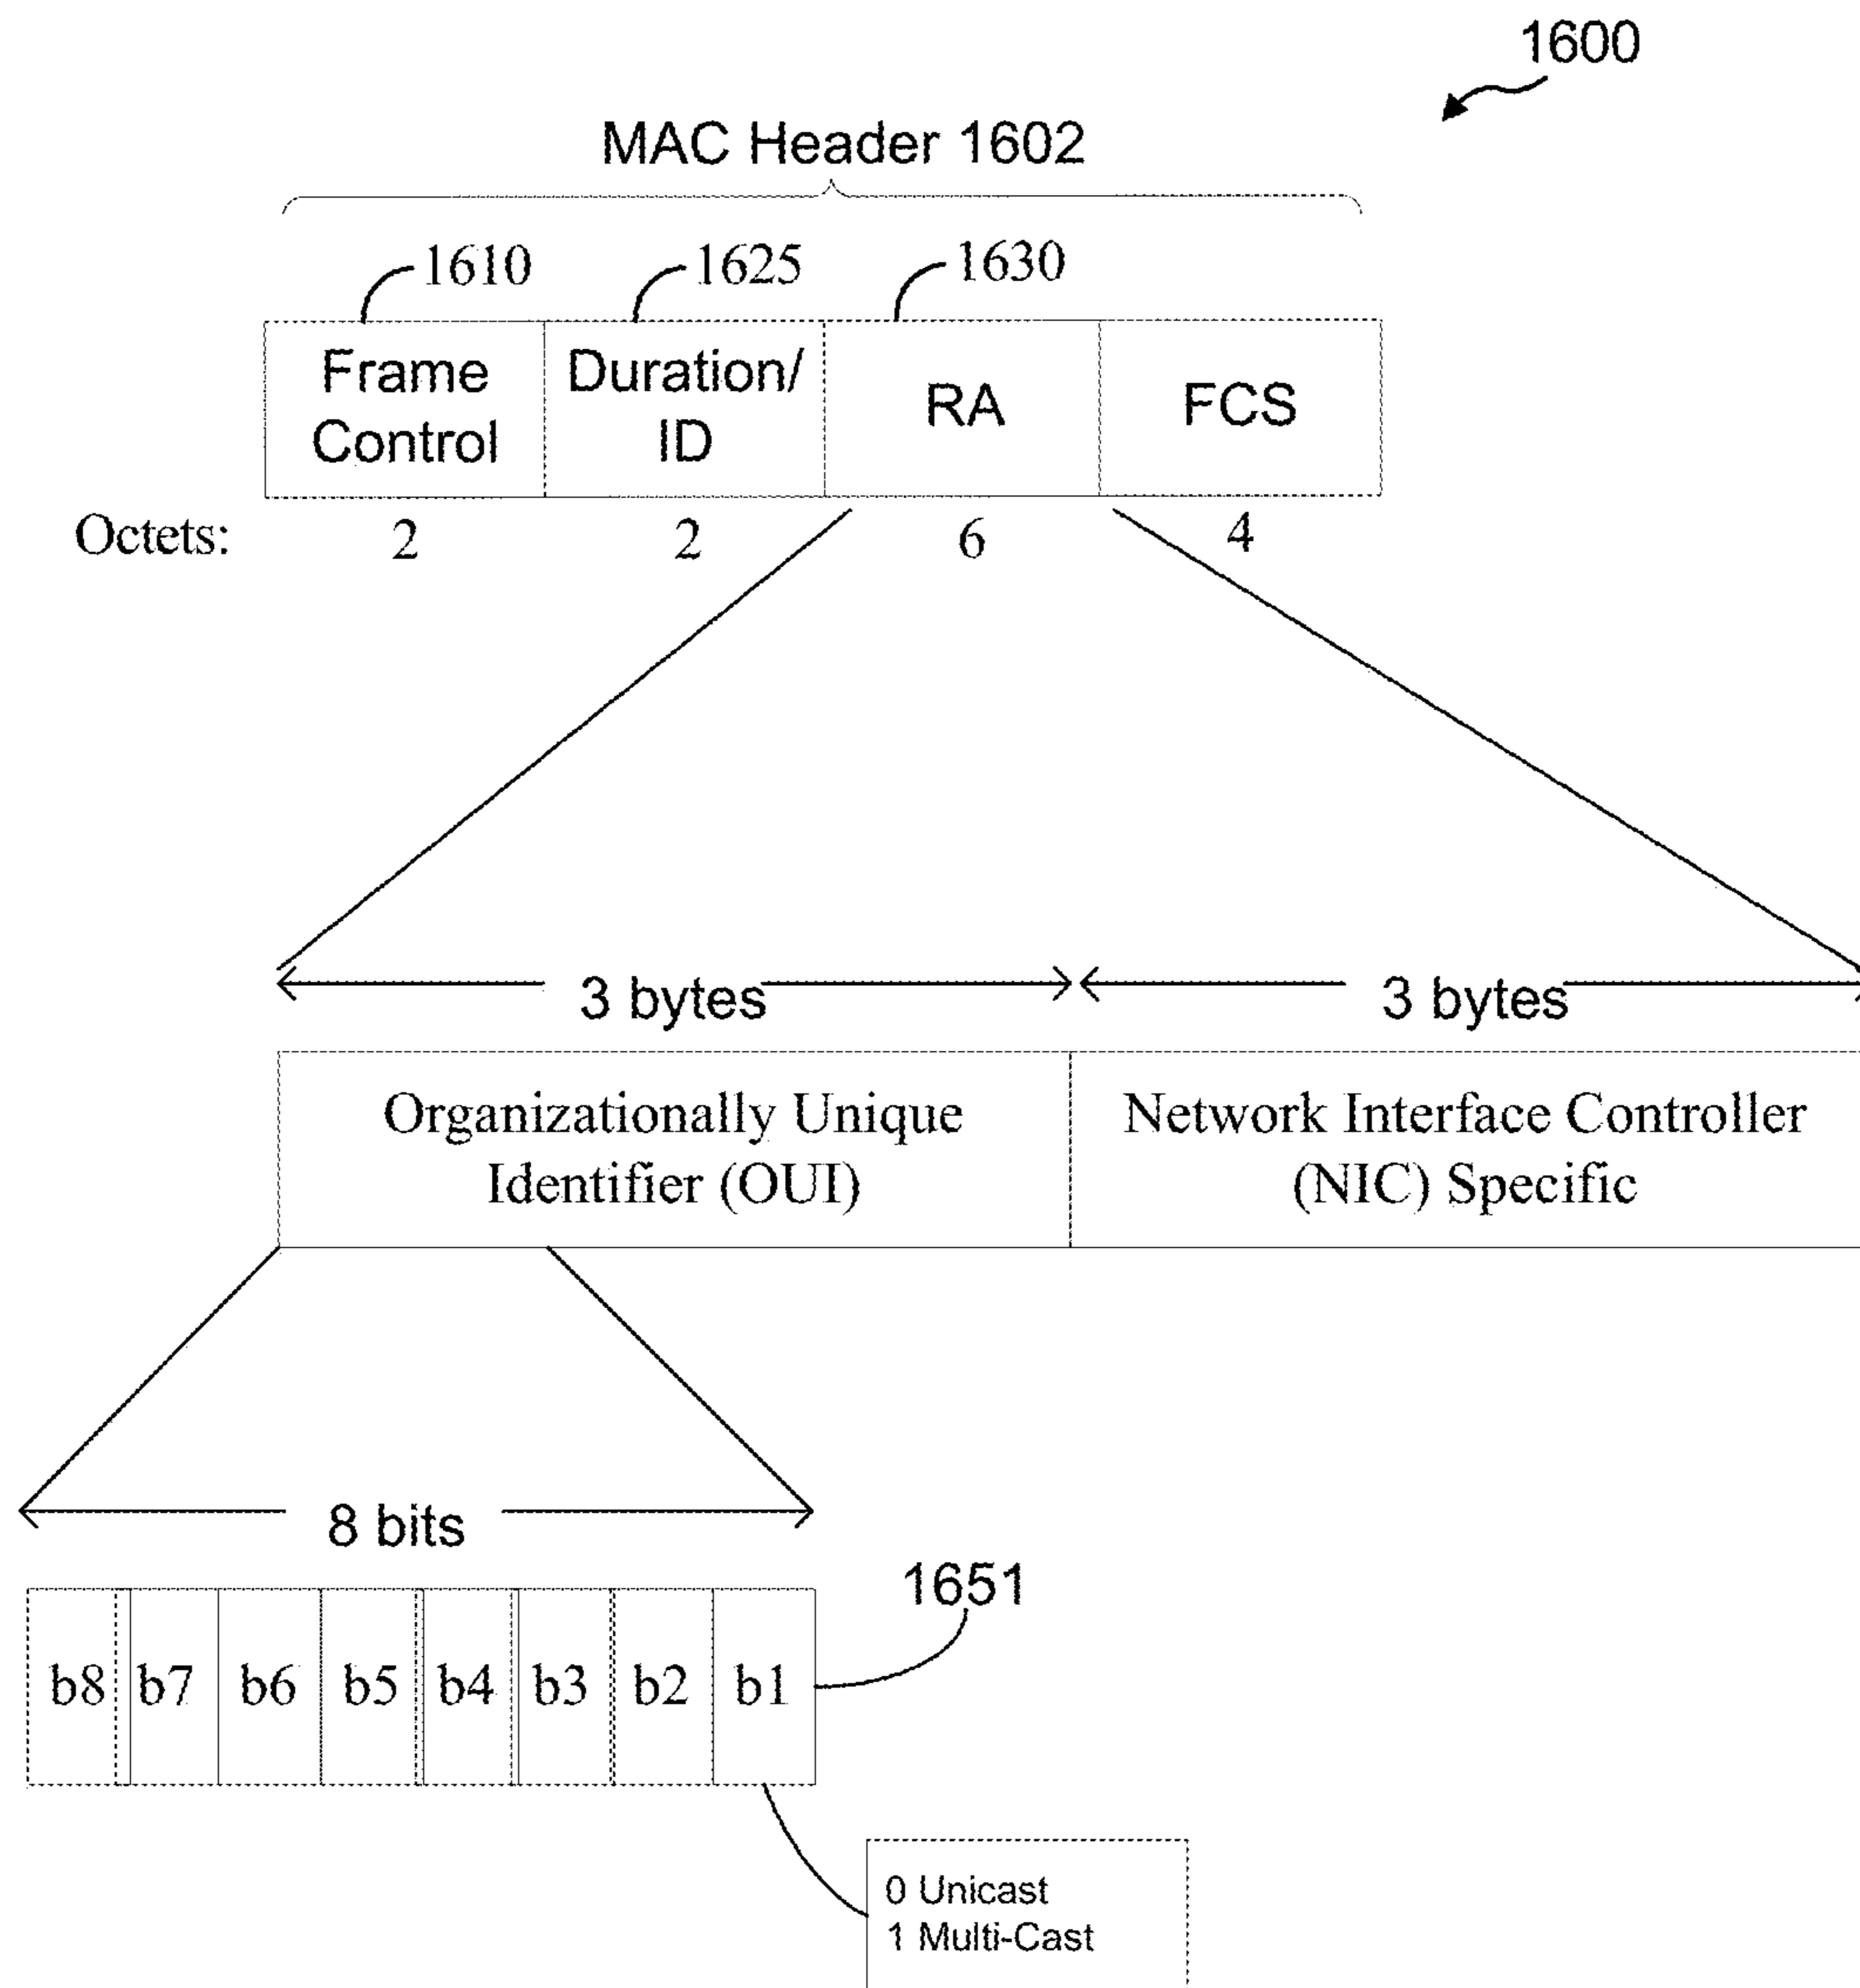 1600
MAC Header 1602
1610 1625 1630
Frame Control
Duration/ ID
RA
FCS
Octets: 2 2 6 4
3 bytes 3 bytes
Organizationally Unique
Identifier (OUI)
Network Interface Controller
(NIC) Specific
8 bits
1651
b8 b7 b6 b5 b4 b3 b2 b1
0 Unicast
1 Multi-Cast